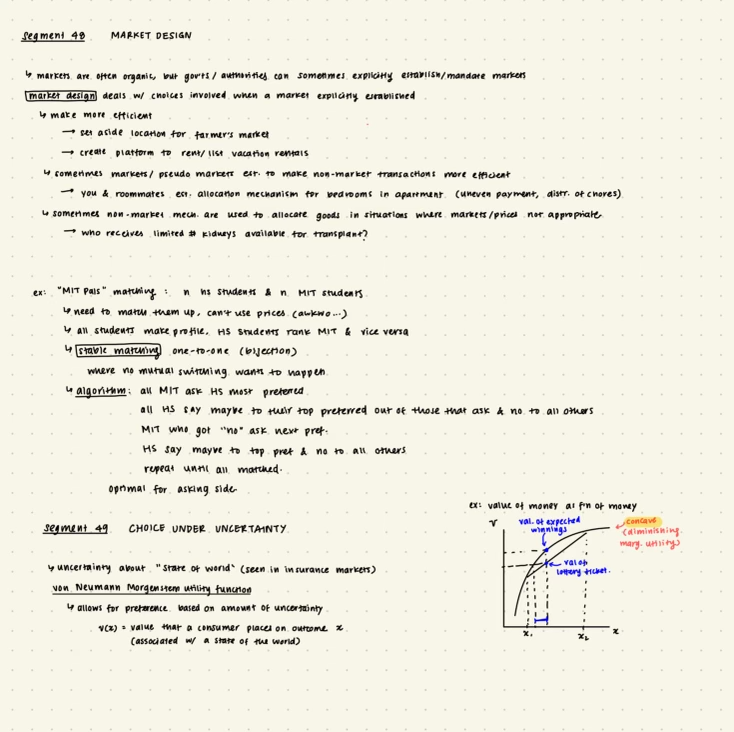 Segment 48 MARKET DESIGN
↳ markets are often organic, but gov'ts / authorities can sometimes explicitly establish/mandate markets
market design deals w/ choices involved when a market explicitly established
↳ make more efficient
→ set aside location for farmer's market
→ create platform to rent/list vacation rentals
↳ sometimes markets/pseudo markets est. to make non-market transactions more efficient
→ you & roommates est. allocation mechanism for bedrooms in apartment (uneven payment, distr. of chores)
↳ sometimes non-market mech. are used to allocate goods in situations where markets/prices not appropriate
→ who receives limited # kidneys available for transplant?
ex: "MIT Pals" matching : n hs students & n MIT students
↳ need to match them up, can't use prices (awkwo...)
↳ all students make profile, HS students rank MIT & vice versa
↳ stable matching one-to-one (bijection)
where no mutual switching wants to happen
↳ algorithm: all MIT ask HS most preferred
all HS say maybe to their top preferred out of those that ask & no to all others
MIT who got "no" ask next pref.
HS say maybe to top pref & no to all others
repeat until all matched.
optimal for asking side
Segment 49 CHOICE UNDER UNCERTAINTY
↳ uncertainty about "state of world" (seen in insurance markets)
von Neumann Morgenstern utility function
↳ allows for preference based on amount of uncertainty
v(x) = value that a consumer places on outcome x
(associated w/ a state of the world)
ex: value of money as f'n of money
v
val. of expected
winnings
concave
(diminishing
marg. utility)
val of
lottery ticket.
x₁
x₂
x